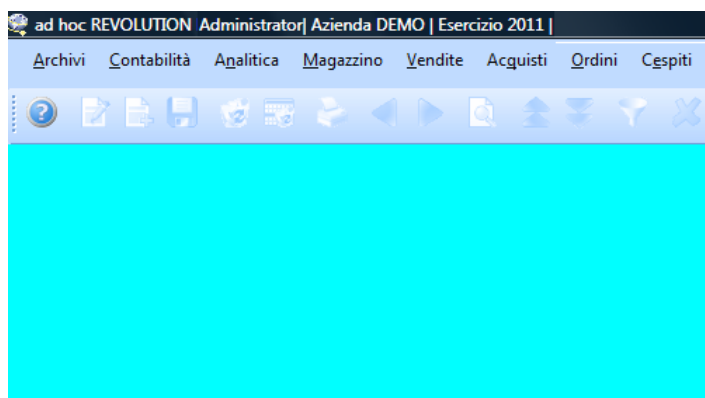 ad hoc REVOLUTION Administrator| Azienda DEMO | Esercizio 2011 |
Archivi Contabilità Analitica Magazzino Vendite Acquisti Ordini Cespiti
?